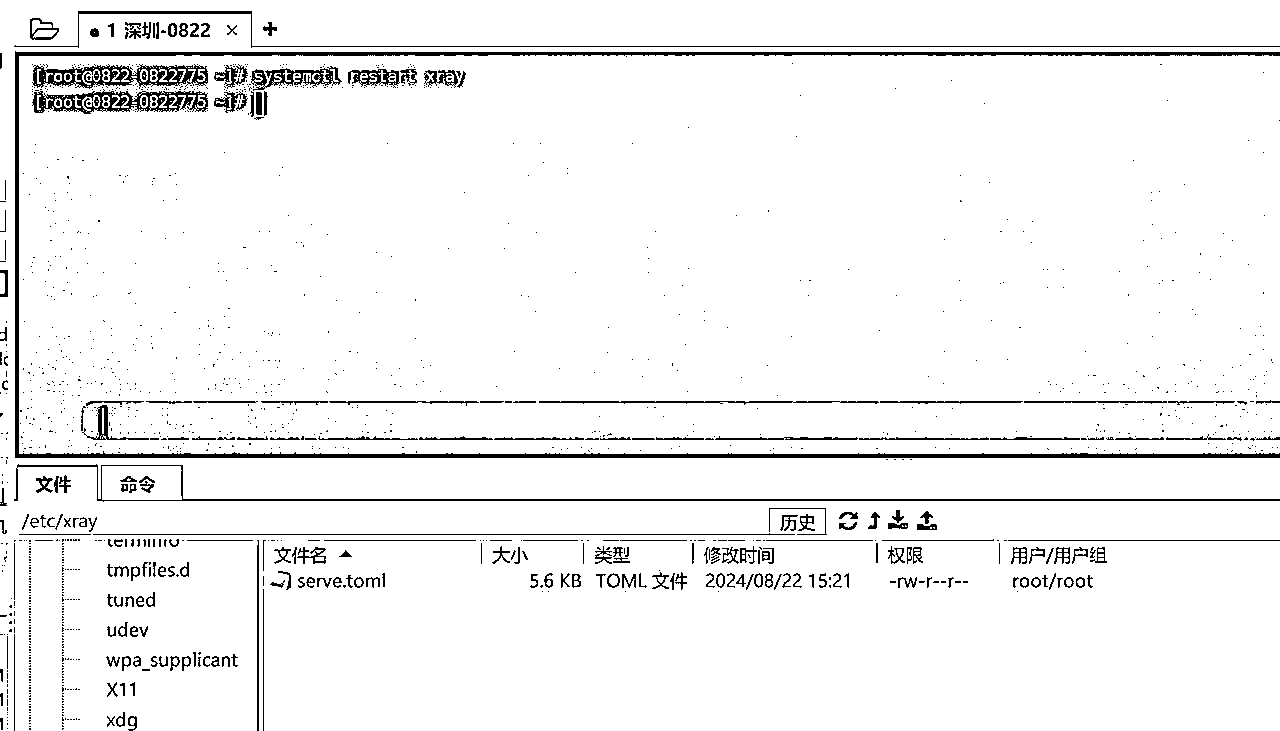 1 深圳-0822 × +
[root@0822-0822775 ~]# systemctl restart xray
[root@0822-0822775 ~]#
文件 命令
/etc/xray 历史
terminfo
tmpfiles.d
tuned
udev
wpa_supplicant
X11
xdg
文件名 大小 类型 修改时间 权限 用户/用户组
serve.toml 5.6 KB TOML 文件 2024/08/22 15:21 -rw-r--r-- root/root